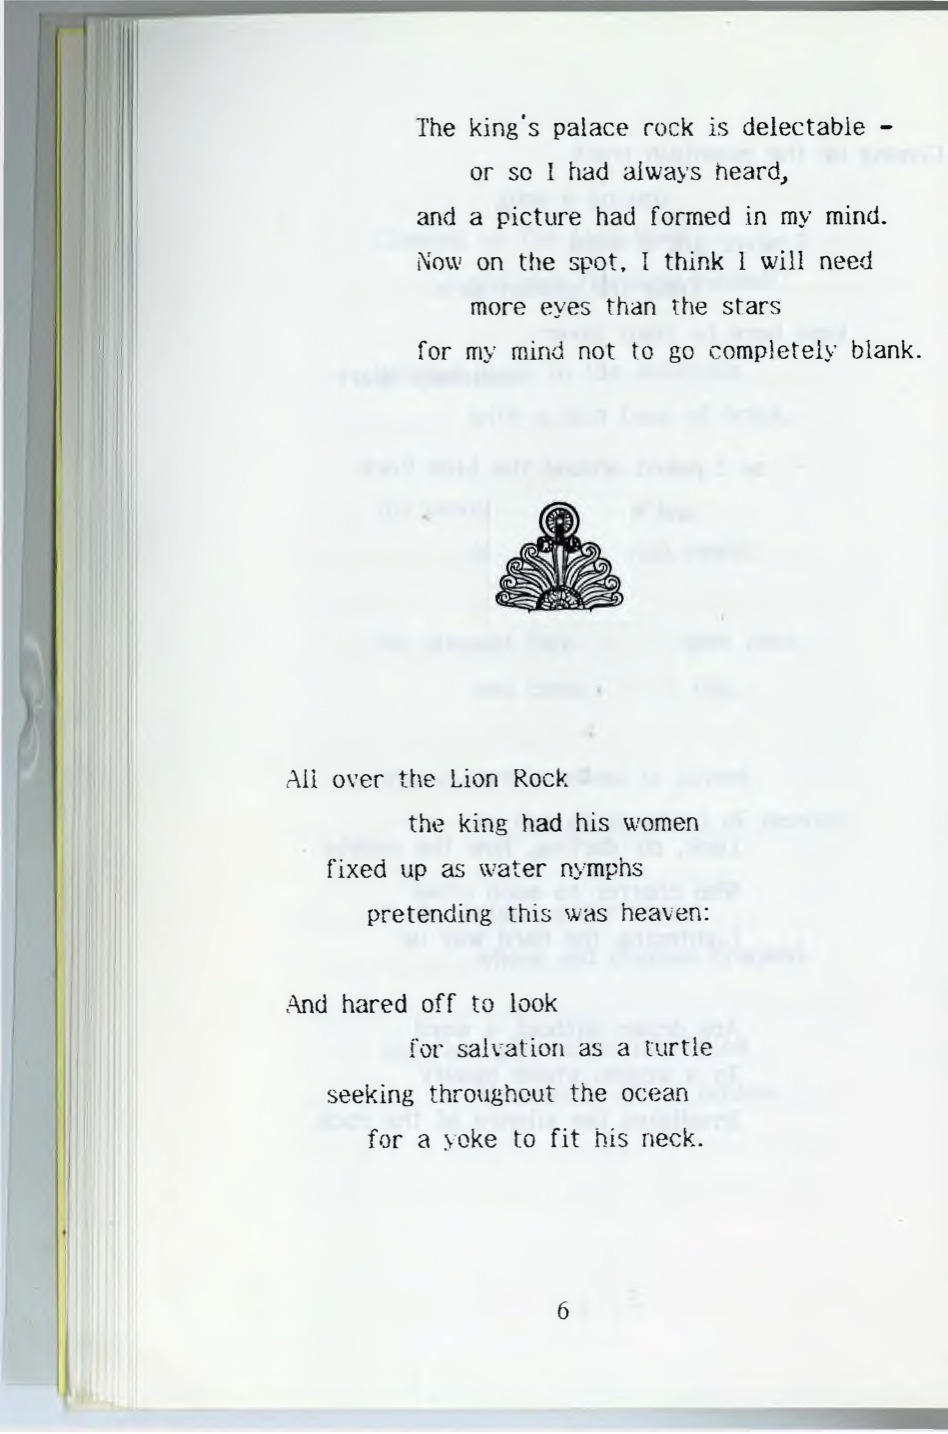 The king's palace rock is delectable -
or so I had always heard,
and a picture had formed in my mind.
Now on the spot, I think I will need
more eyes than the stars
for my mind not to go completely blank.
All over the Lion Rock
the king had his women
fixed up as water nymphs
pretending this was heaven:
And hared off to look
for salvation as a turtle
seeking throughout the ocean
for a yoke to fit his neck.
6